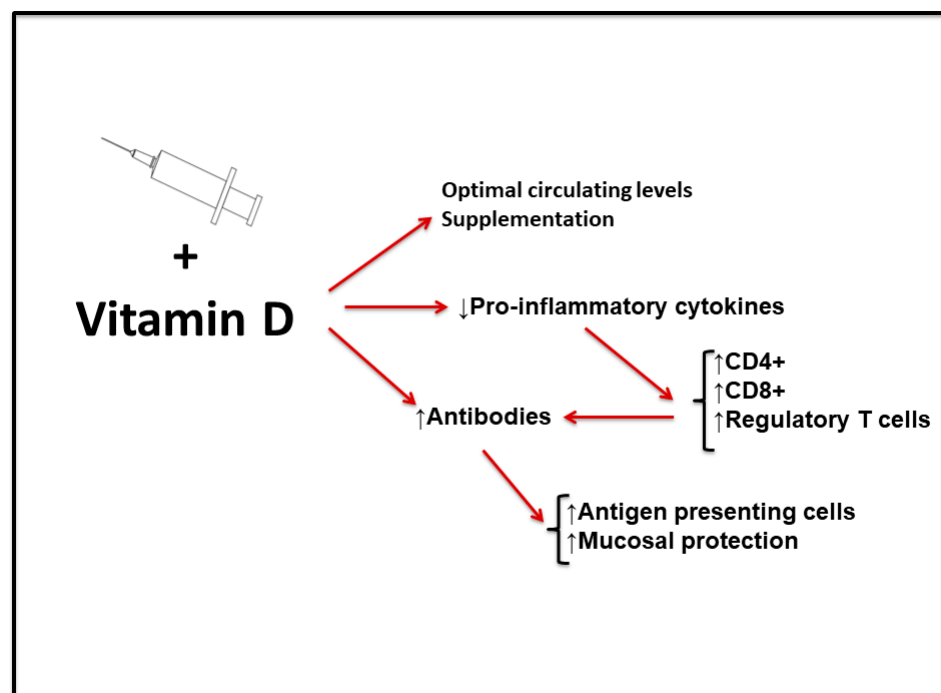 Optimal circulating levels
Supplementation
+
Vitamin D
↓Pro-inflammatory cytokines
↑CD4+
↑CD8+
↑Regulatory T cells
↑Antibodies
↑Antigen presenting cells
↑Mucosal protection